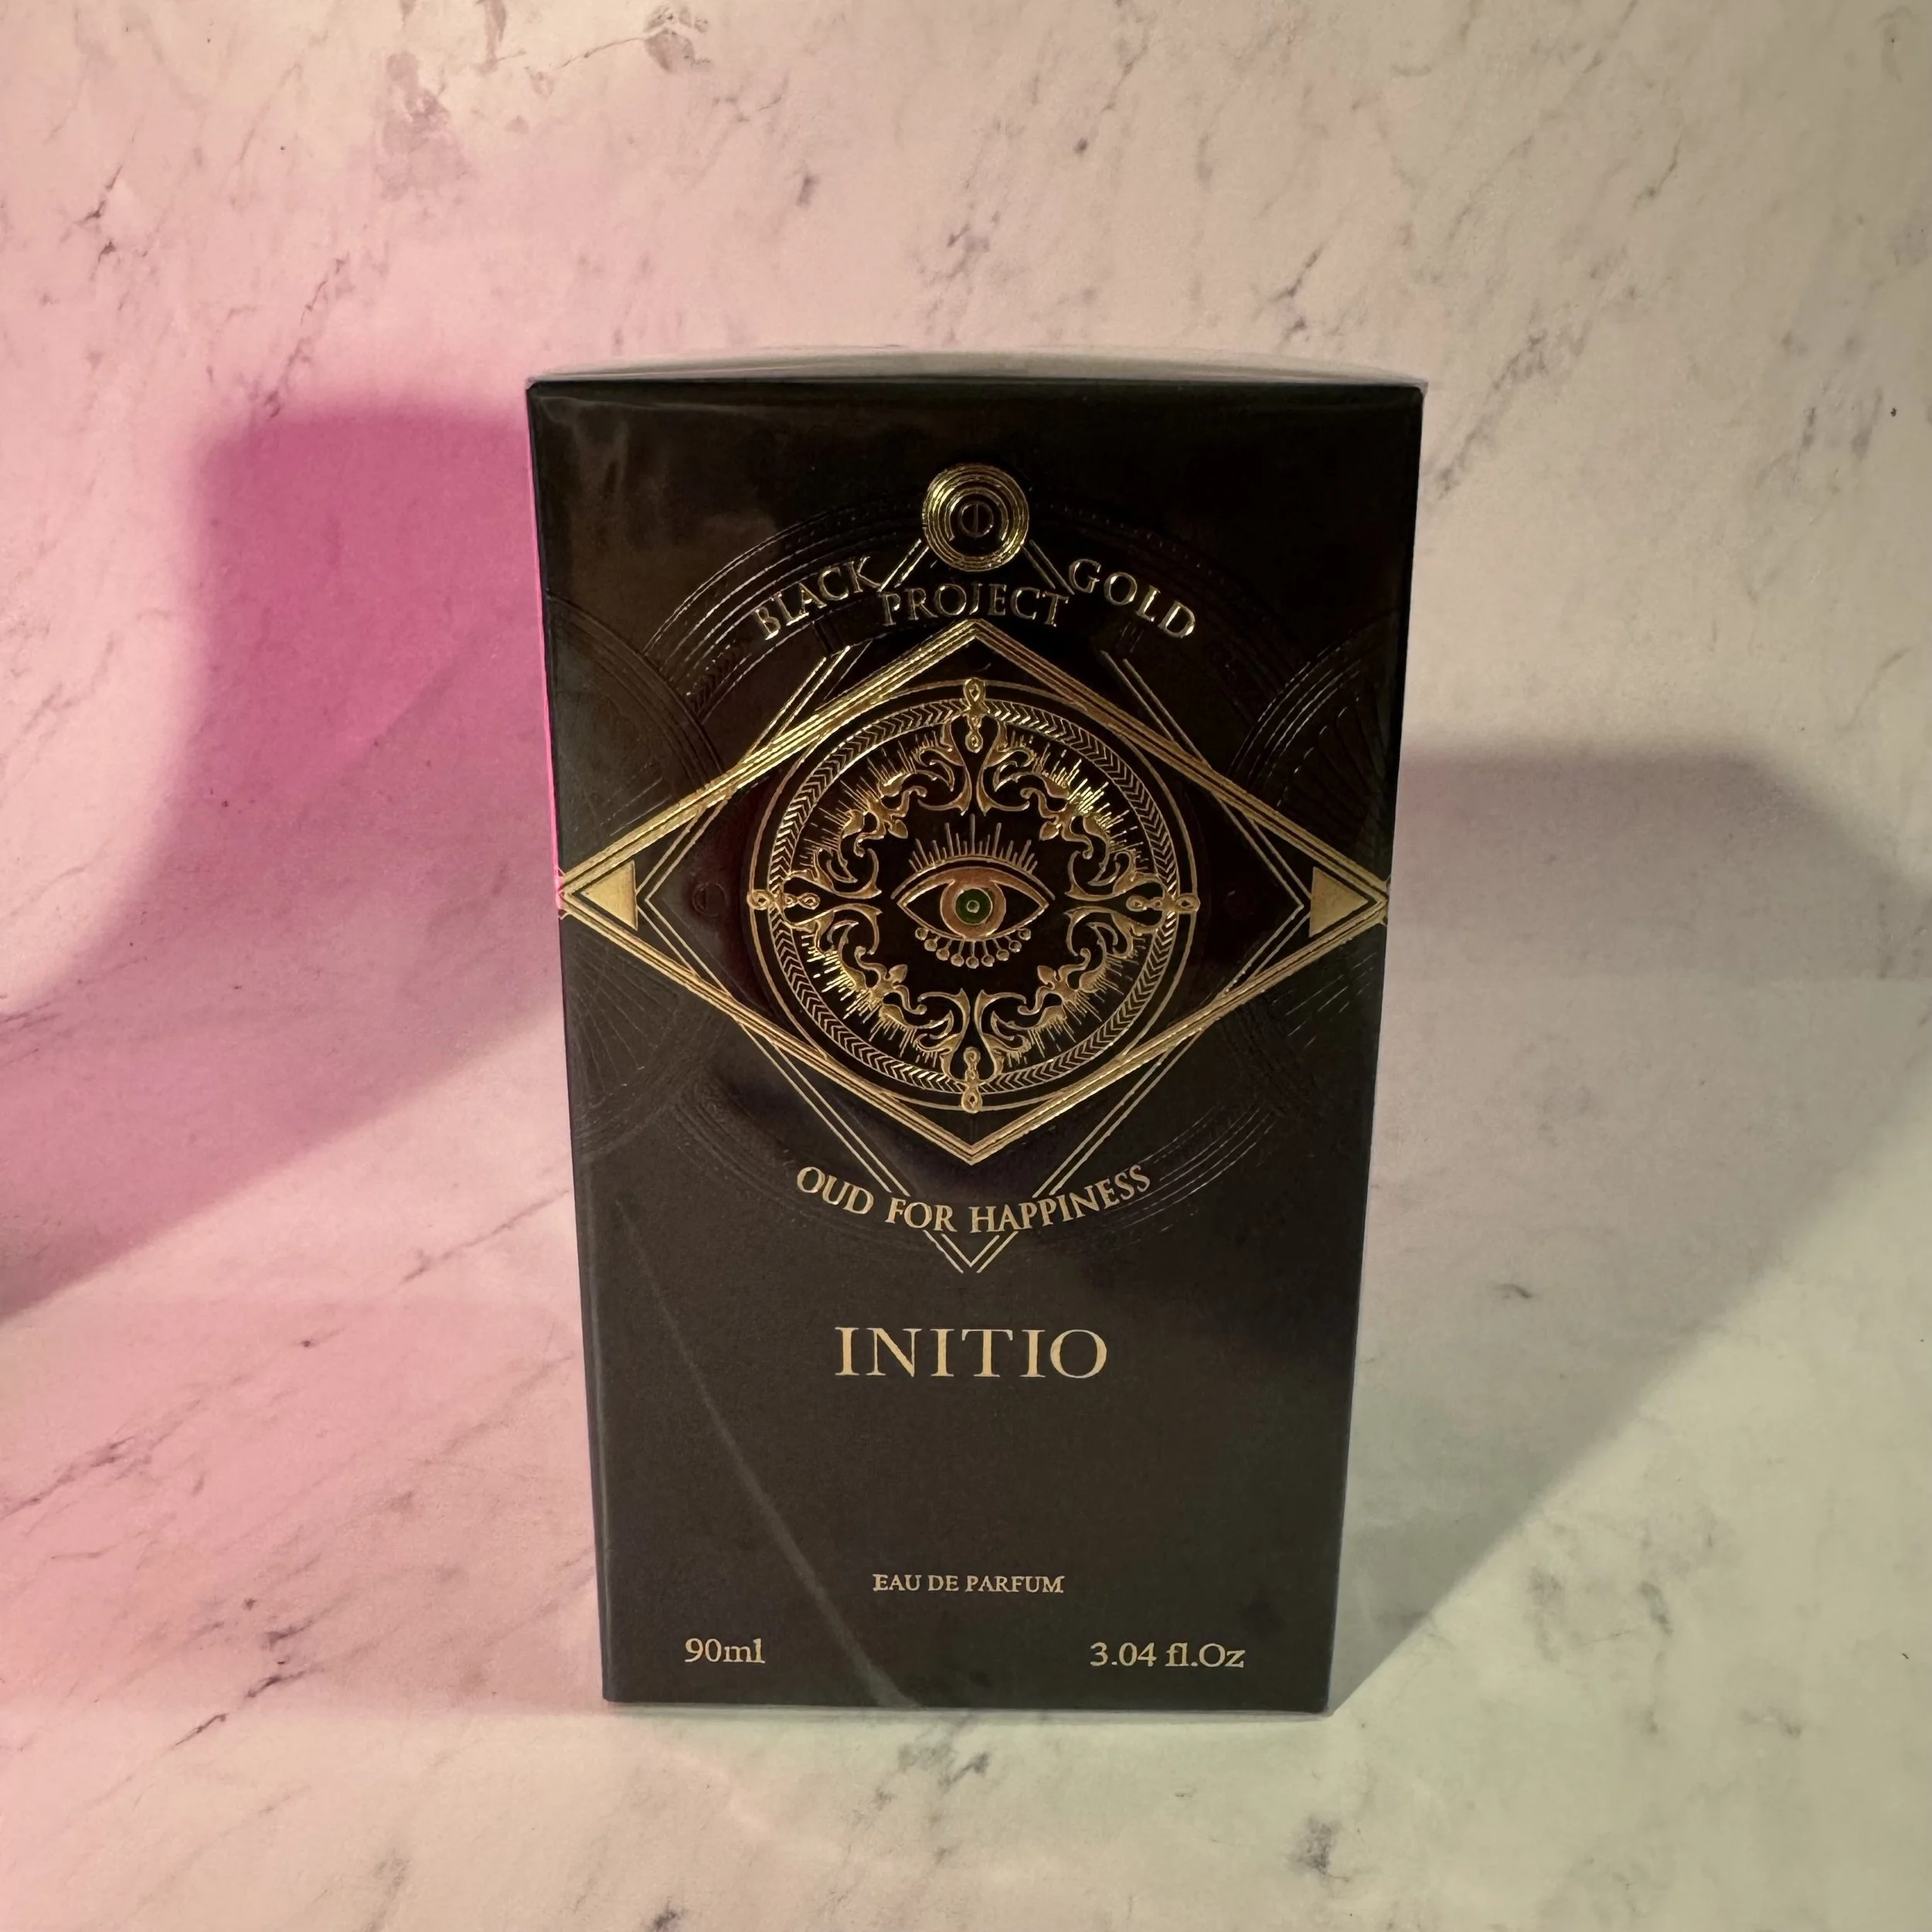 BLACK GOLD
PROJECT
OUD FOR HAPPINESS
INITIO
EAU DE PARFUM
90ml 3.04 fl.Oz